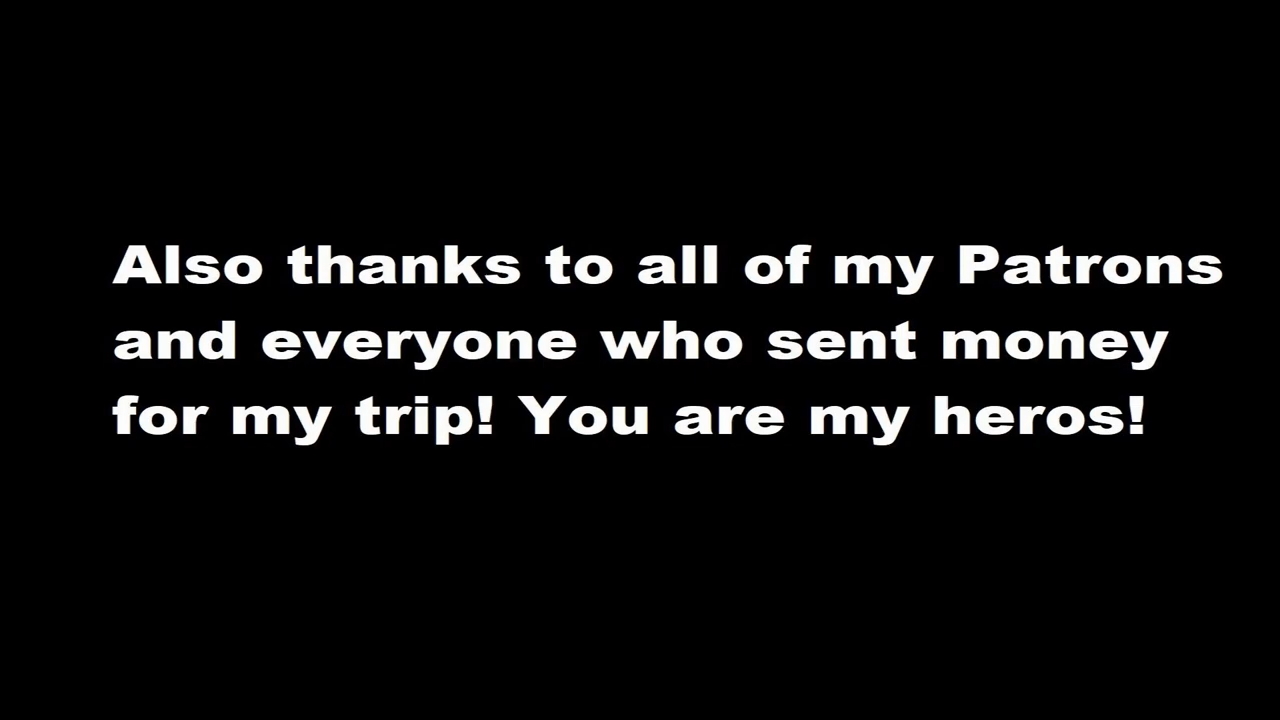 Also thanks to all of my Patrons
and everyone who sent money
for my trip! You are my heros!